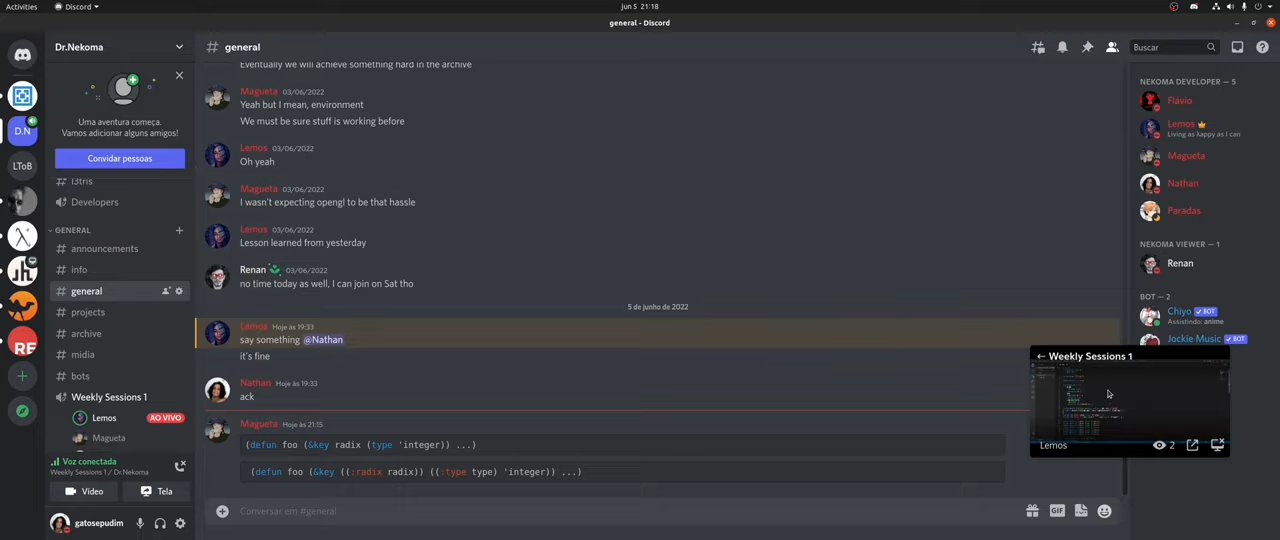 Activities
Discord
jun 5 21:18
general - Discord
Dr.Nekoma
general
Buscar
D.N
LToB
RE
Uma aventura começa.
Vamos adicionar alguns amigos!
Convidar pessoas
l3tris
Developers
GENERAL
announcements
info
general
projects
archive
midia
bots
Weekly Sessions 1
Lemos AO VIVO
Magueta
Voz conectada
Weekly Sessions 1 / Dr.Nekoma
Vídeo
Tela
gatosepudim
Eventually we will achieve something hard in the archive
Magueta 03/06/2022
Yeah but I mean, environment
We must be sure stuff is working before
Lemos 03/06/2022
Oh yeah
Magueta 03/06/2022
I wasn't expecting opengl to be that hassle
Lemos 03/06/2022
Lesson learned from yesterday
Renan 03/06/2022
no time today as well, I can join on Sat tho
5 de junho de 2022
Lemos Hoje às 19:33
say something @Nathan
it's fine
Nathan Hoje às 19:33
ack
Magueta Hoje às 21:15
(defun foo (&key radix (type 'integer)) ...)
(defun foo (&key ((:radix radix)) ((:type type) 'integer)) ...)
Conversar em #general
GIF
NEKOMA DEVELOPER — 5
Flávio
Lemos
Living as kappy as I can
Magueta
Nathan
Paradas
NEKOMA VIEWER — 1
Renan
BOT — 2
Chiyo BOT
Assistindo: anime
Jockie Music BOT
Weekly Sessions 1
Lemos
2